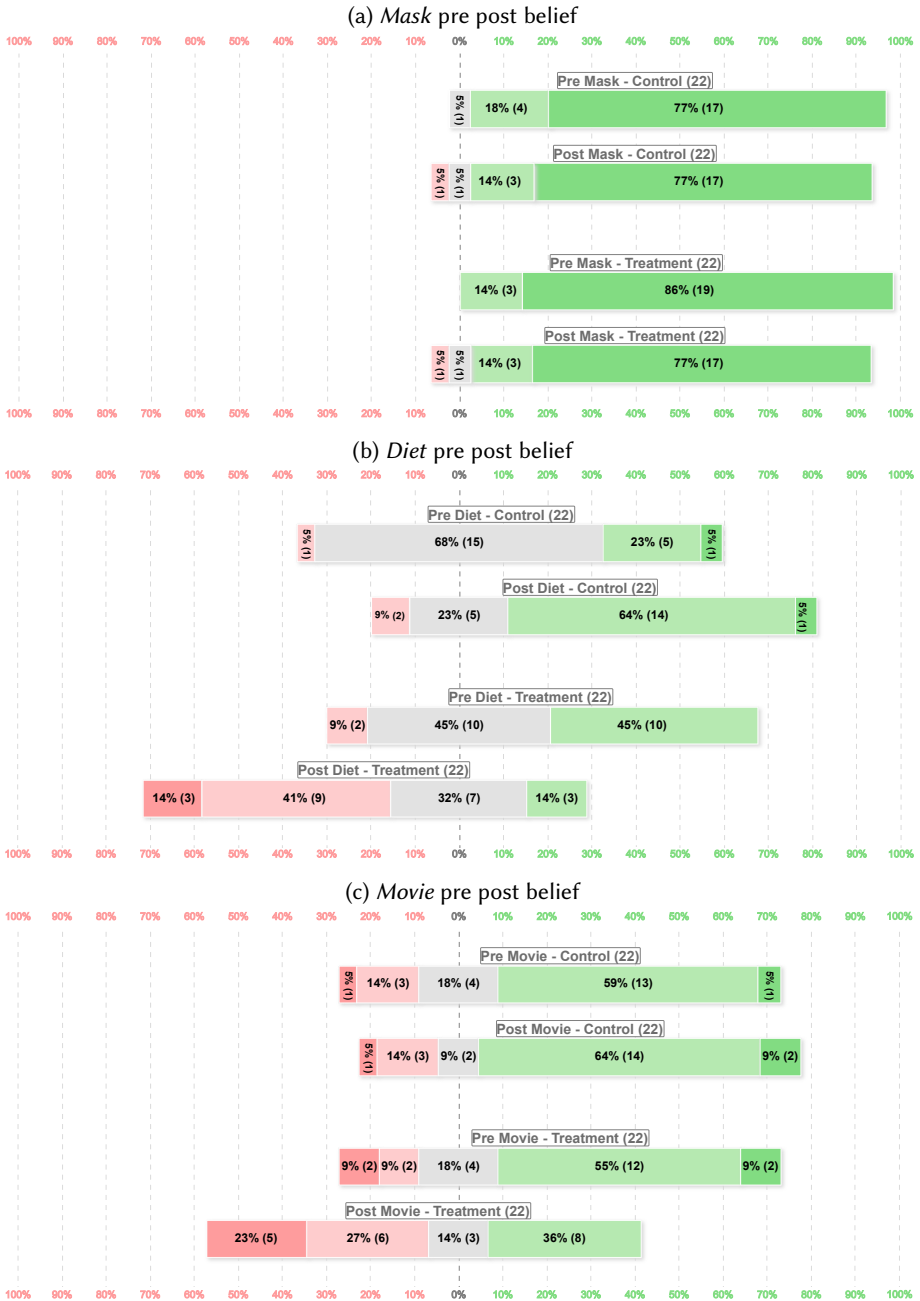 (a) Mask pre post belief
100% 90% 80% 70% 60% 50% 40% 30% 20% 10% 0% 10% 20% 30% 40% 50% 60% 70% 80% 90% 100%
Pre Mask - Control (22)
5% (1) 18% (4) 77% (17)
Post Mask - Control (22)
5% (1) 5% (1) 14% (3) 77% (17)
Pre Mask - Treatment (22)
14% (3) 86% (19)
Post Mask - Treatment (22)
5% (1) 5% (1) 14% (3) 77% (17)
100% 90% 80% 70% 60% 50% 40% 30% 20% 10% 0% 10% 20% 30% 40% 50% 60% 70% 80% 90% 100%
(b) Diet pre post belief
100% 90% 80% 70% 60% 50% 40% 30% 20% 10% 0% 10% 20% 30% 40% 50% 60% 70% 80% 90% 100%
Pre Diet - Control (22)
5% (1) 68% (15) 23% (5) 5% (1)
Post Diet - Control (22)
9% (2) 23% (5) 64% (14) 5% (1)
Pre Diet - Treatment (22)
9% (2) 45% (10) 45% (10)
Post Diet - Treatment (22)
14% (3) 41% (9) 32% (7) 14% (3)
100% 90% 80% 70% 60% 50% 40% 30% 20% 10% 0% 10% 20% 30% 40% 50% 60% 70% 80% 90% 100%
(c) Movie pre post belief
100% 90% 80% 70% 60% 50% 40% 30% 20% 10% 0% 10% 20% 30% 40% 50% 60% 70% 80% 90% 100%
Pre Movie - Control (22)
5% (1) 14% (3) 18% (4) 59% (13) 5% (1)
Post Movie - Control (22)
5% (1) 14% (3) 9% (2) 64% (14) 9% (2)
Pre Movie - Treatment (22)
9% (2) 9% (2) 18% (4) 55% (12) 9% (2)
Post Movie - Treatment (22)
23% (5) 27% (6) 14% (3) 36% (8)
100% 90% 80% 70% 60% 50% 40% 30% 20% 10% 0% 10% 20% 30% 40% 50% 60% 70% 80% 90% 100%